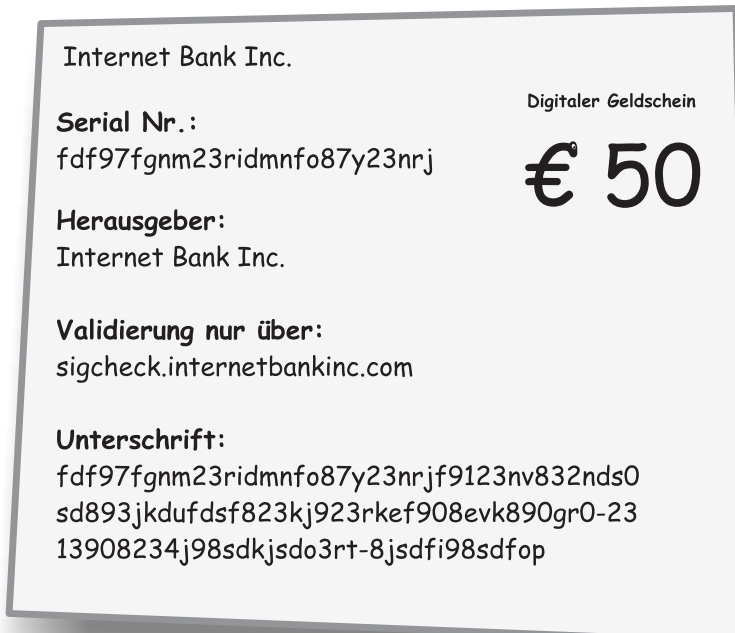 Internet Bank Inc.
Digitaler Geldschein
€ 50
Serial Nr.:
fdf97fgnm23ridmnfo87y23nrj
Herausgeber:
Internet Bank Inc.
Validierung nur über:
sigcheck.internetbankinc.com
Unterschrift:
fdf97fgnm23ridmnfo87y23nrjf9123nv832nds0
sd893jkdufdsf823kj923rkef908evk890gr0-23
13908234j98sdkjsdo3rt-8jsdfi98sdfop